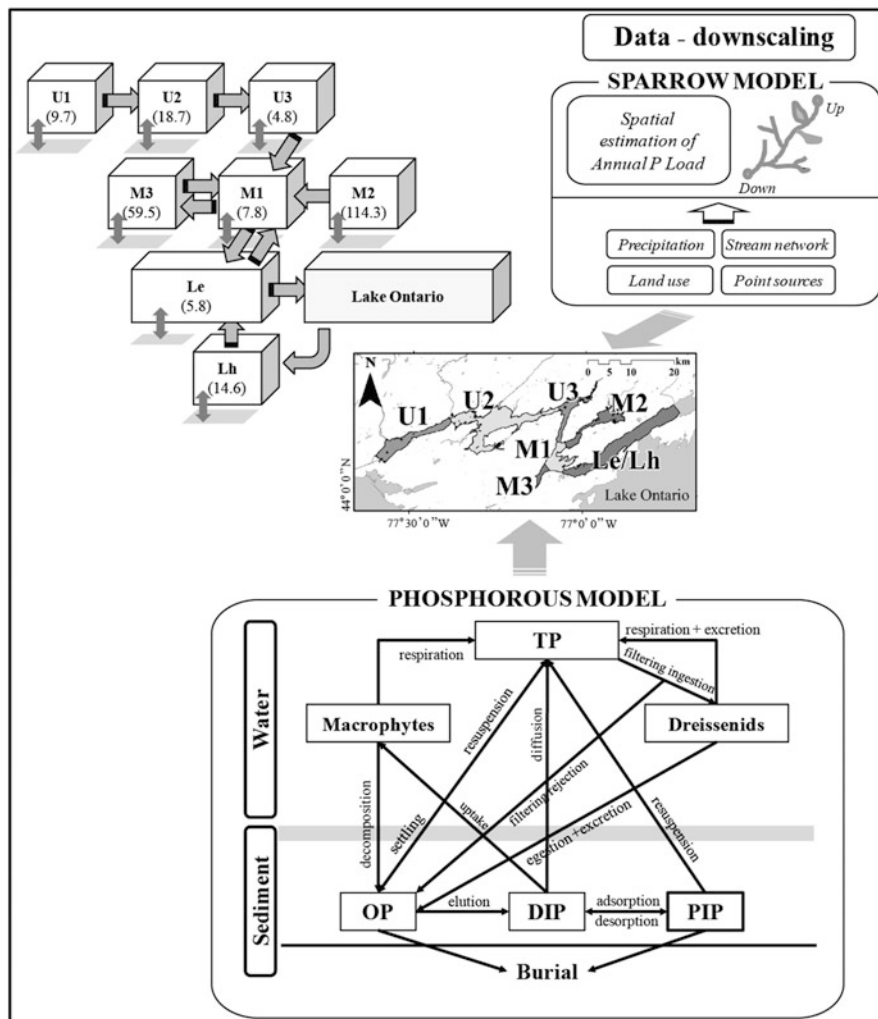 Data - downscaling
U1
(9.7)
U2
(18.7)
U3
(4.8)
M3
(59.5)
M1
(7.8)
M2
(114.3)
Le
(5.8)
Lake Ontario
Lh
(14.6)
SPARROW MODEL
Spatial
estimation of
Annual P Load
Up
Down
Precipitation
Stream network
Land use
Point sources
N
km
0 5 10 20
U1
U2
U3
M2
M1
Le/Lh
M3
Lake Ontario
44°0'0"N
77°30'0"W
77°0'0"W
PHOSPHOROUS MODEL
Water
Sediment
TP
respiration + excretion
respiration
filtering ingestion
Macrophytes
Dreissenids
resuspension
diffusion
decomposition
settling
uptake
filtering rejection
egestion +excretion
resuspension
OP
elution
DIP
adsorption
desorption
PIP
Burial